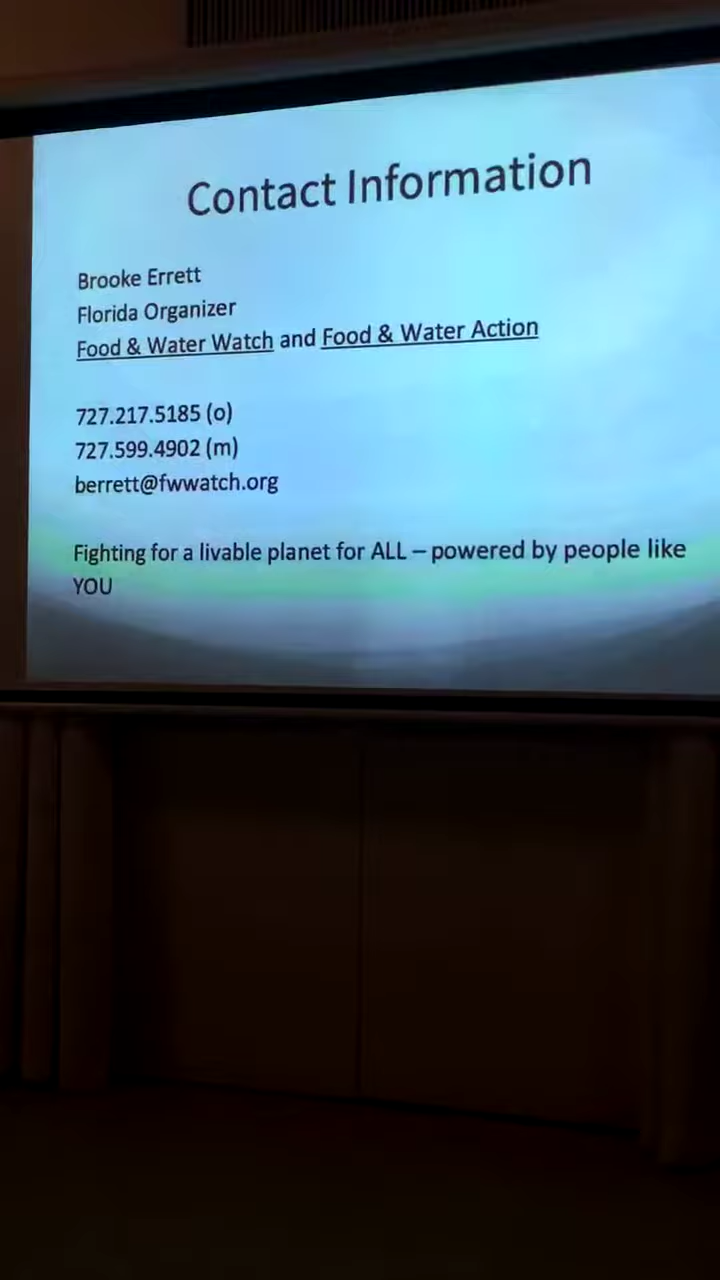 Contact Information
Brooke Errett
Florida Organizer
Food & Water Watch and Food & Water Action
727.217.5185 (o)
727.599.4902 (m)
berrett@fwwatch.org
Fighting for a livable planet for ALL – powered by people like
YOU